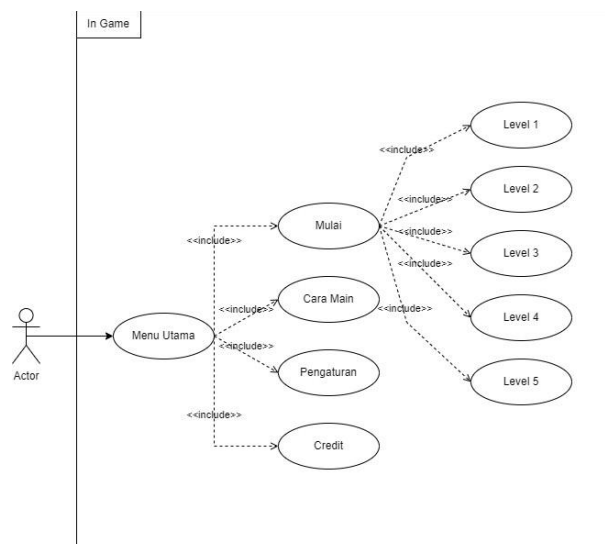 In Game
Level 1
<<include>>
Level 2
<<include>>
Mulai
<<include>>
<<include>>
Level 3
<<include>>
Cara Main
<<include>>
<<include>>
Level 4
Actor
Menu Utama
<<include>>
Pengaturan
Level 5
<<include>>
Credit